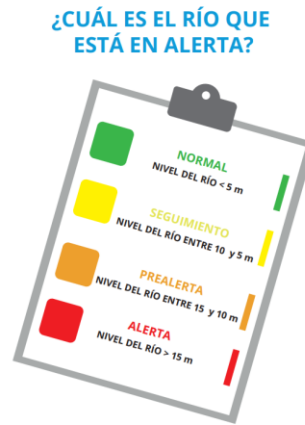 ¿CUÁL ES EL RÍO QUE
ESTÁ EN ALERTA?
NORMAL
NIVEL DEL RÍO < 5 m
SEGUIMIENTO
NIVEL DEL RÍO ENTRE 10 y 5 m
PREALERTA
NIVEL DEL RÍO ENTRE 15 y 10 m
ALERTA
NIVEL DEL RÍO > 15 m